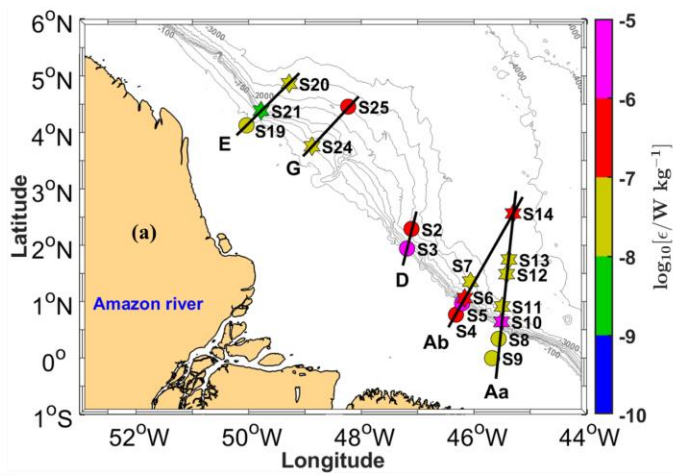 6°N
5°N
4°N
3°N
2°N
1°N
0°
1°S
Latitude
52°W
50°W
48°W
46°W
44°W
Longitude
(a)
Amazon river
S20
S21
S19
E
S25
S24
G
S2
S3
D
S14
S7
S13
S12
S6
S5
S4
S11
S10
S8
S9
Ab
Aa
-100
2000
-3000
-4000
-100
-3000
-5
-6
-7
-8
-9
-10
log₁₀[ϵ/W kg⁻¹]